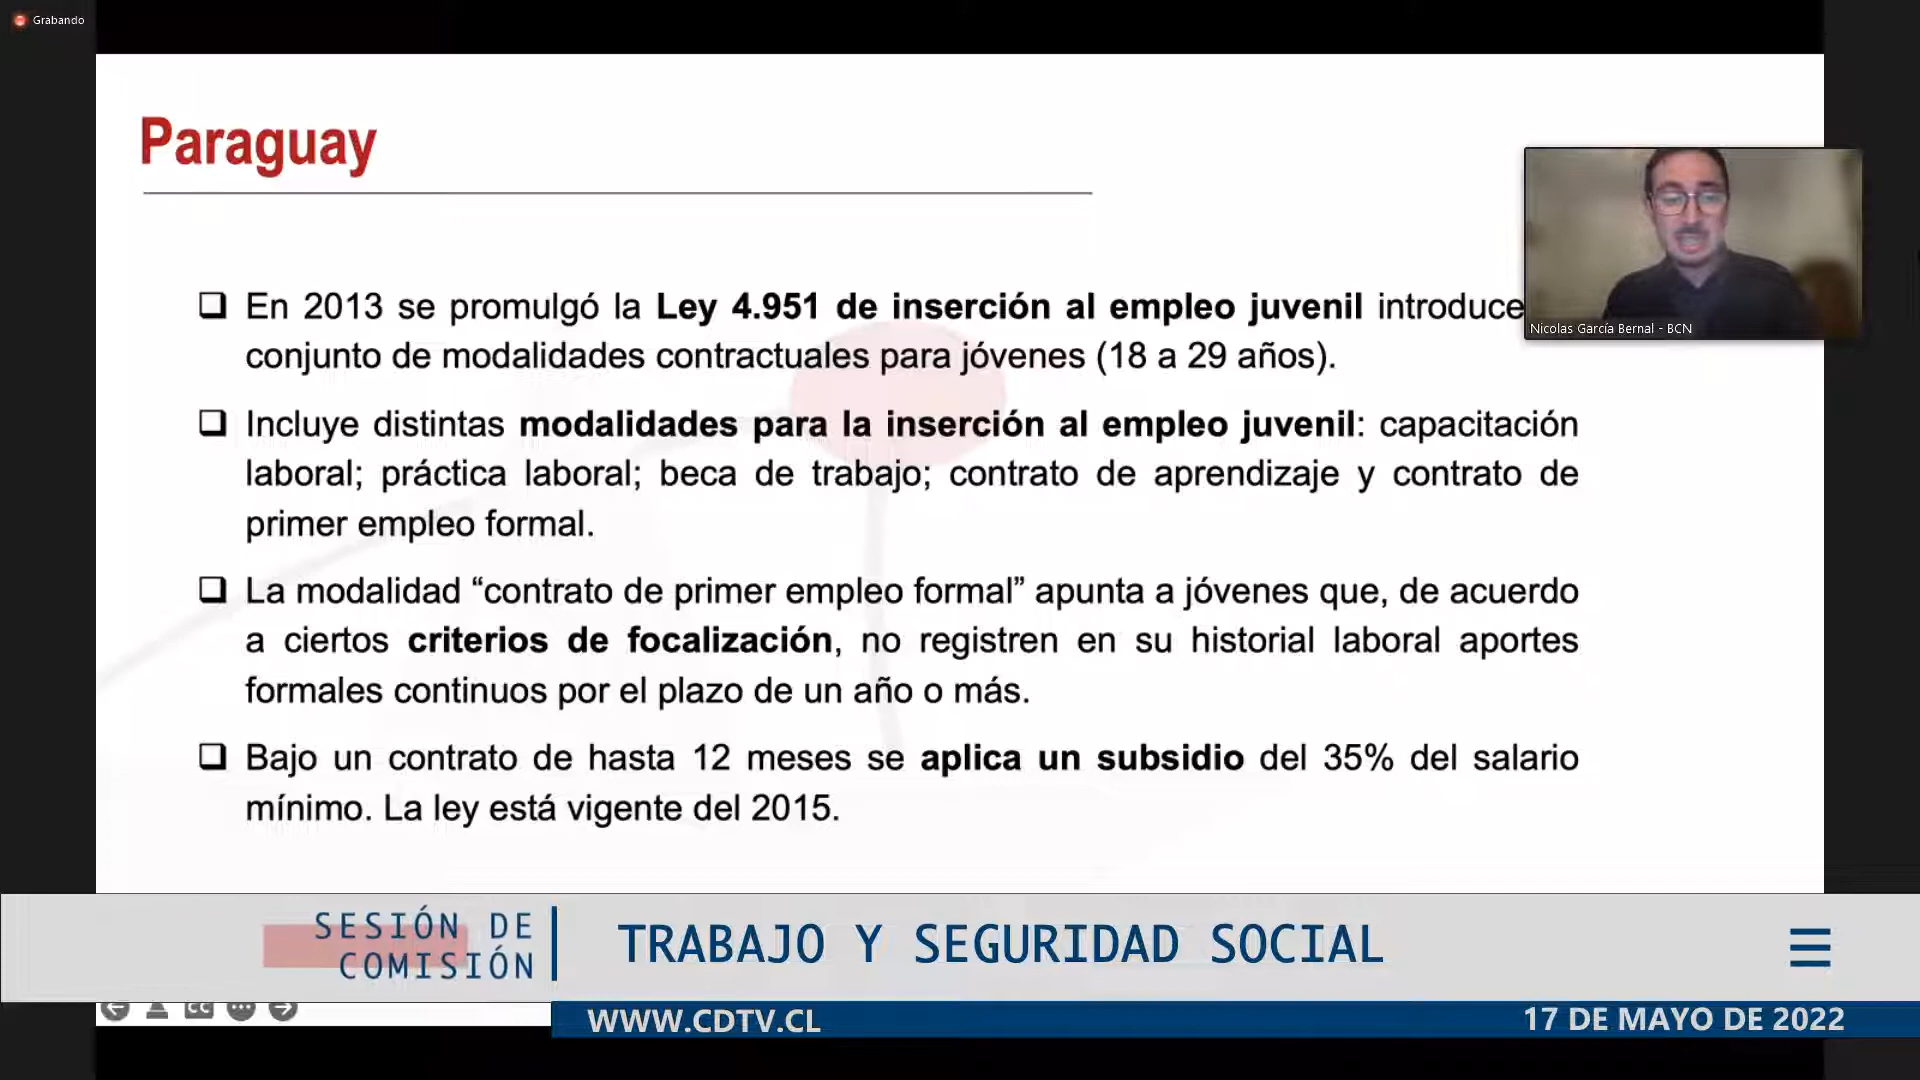 Grabando
Paraguay
En 2013 se promulgó la Ley 4.951 de inserción al empleo juvenil introduce
conjunto de modalidades contractuales para jóvenes (18 a 29 años).
Incluye distintas modalidades para la inserción al empleo juvenil: capacitación
laboral; práctica laboral; beca de trabajo; contrato de aprendizaje y contrato de
primer empleo formal.
La modalidad “contrato de primer empleo formal” apunta a jóvenes que, de acuerdo
a ciertos criterios de focalización, no registren en su historial laboral aportes
formales continuos por el plazo de un año o más.
Bajo un contrato de hasta 12 meses se aplica un subsidio del 35% del salario
mínimo. La ley está vigente del 2015.
Nicolas García Bernal - BCN
SESIÓN DE
COMISIÓN
TRABAJO Y SEGURIDAD SOCIAL
CC
WWW.CDTV.CL
17 DE MAYO DE 2022